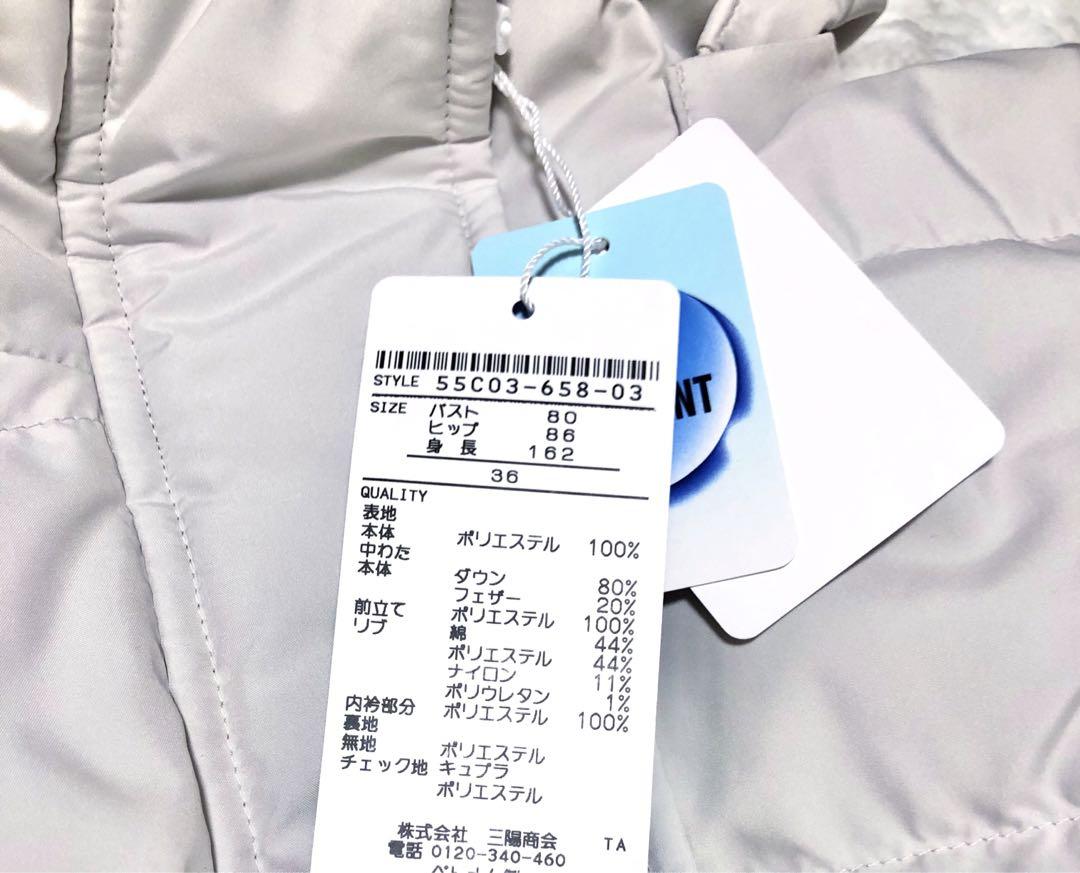 STYLE 55C03-658-03
SIZE バスト 80
ヒップ 86
身長 162
36
QUALITY
表地
本体 ポリエステル 100%
中わた
本体 ダウン 80%
フェザー 20%
前立て ポリエステル 100%
リブ 綿 44%
ポリエステル 44%
ナイロン 11%
ポリウレタン 1%
内衿部分 ポリエステル 100%
裏地
無地 ポリエステル
チェック地 キュプラ
ポリエステル
株式会社 三陽商会 TA
電話 0120-340-460
NT